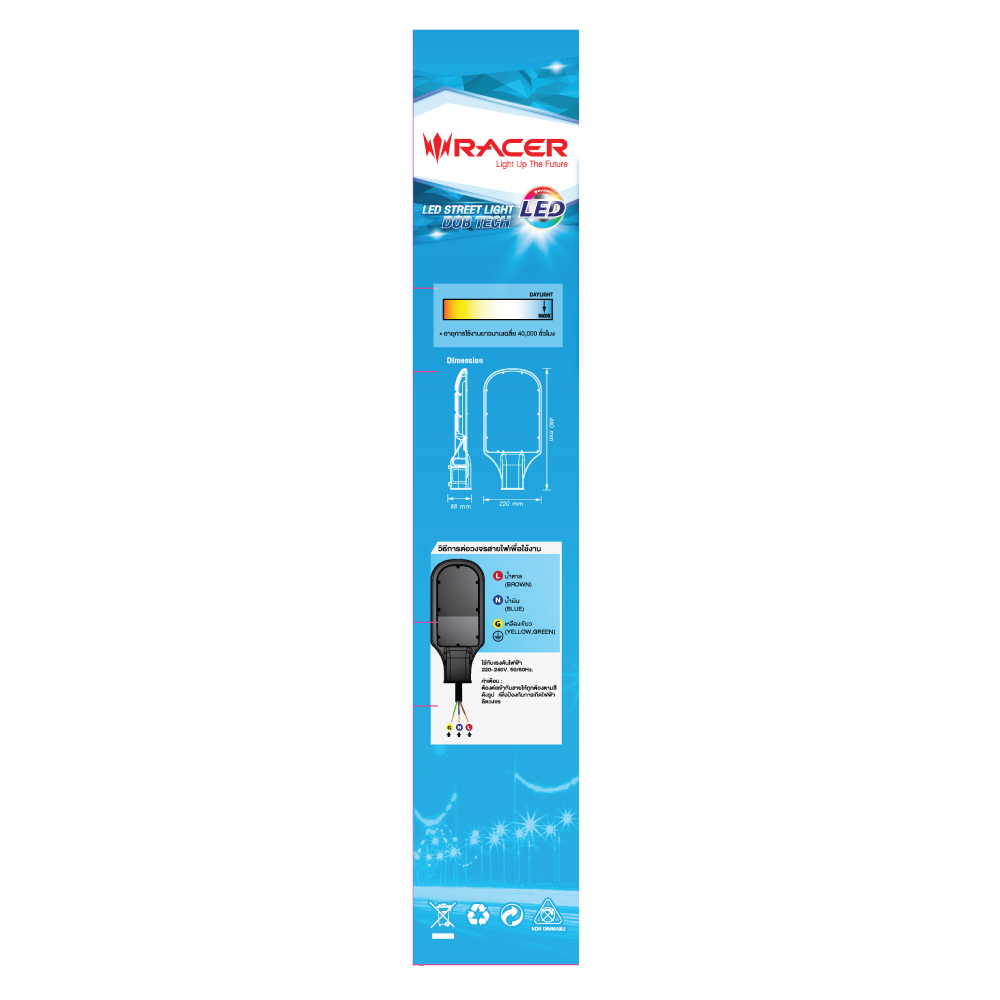 RACER
Light Up The Future
RACER
LED STREET LIGHT LED
DOB TECH
DAYLIGHT
6500K
• อายุการใช้งานยาวนานเฉลี่ย 40,000 ชั่วโมง
Dimension
460 mm.
88 mm.
220 mm.
วิธีการต่อวงจรสายไฟเพื่อใช้งาน
L น้ำตาล
(BROWN)
N น้ำเงิน
(BLUE)
G เหลืองเขียว
(YELLOW,GREEN)
ใช้กับแรงดันไฟฟ้า
220-240V. 50/60Hz.
คำเตือน :
ต้องต่อเข้ากับสายให้ถูกต้องตามสี
ดังรูป เพื่อป้องกันการเกิดไฟฟ้า
ลัดวงจร
G N L
NON DIMMABLE